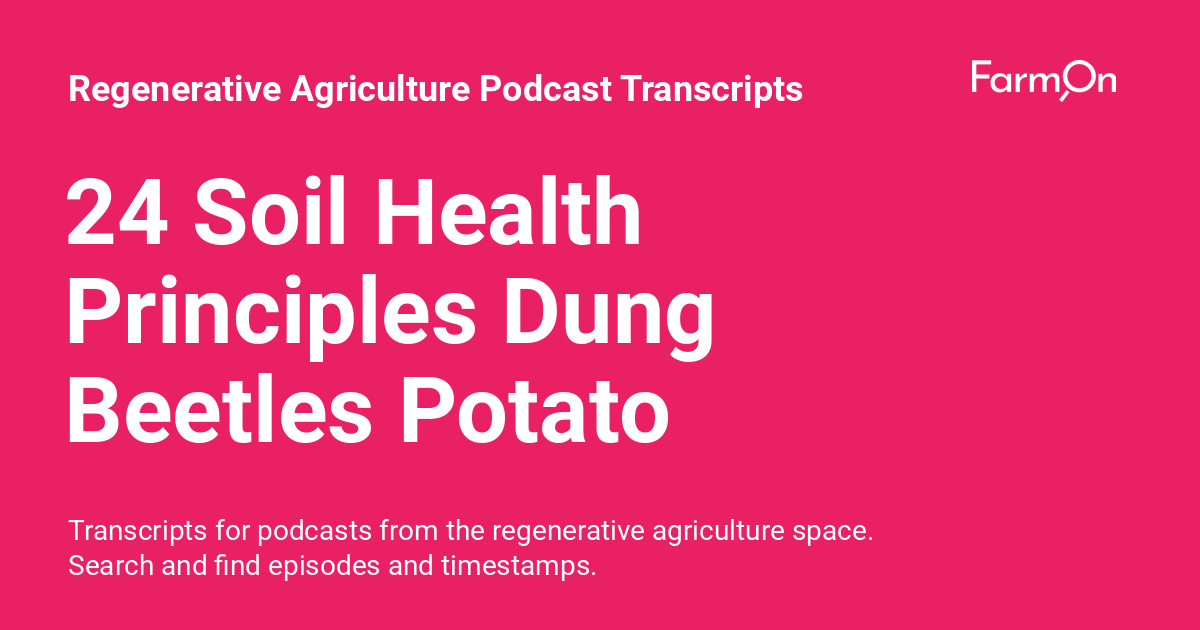 Regenerative Agriculture Podcast Transcripts
FarmOn
24 Soil Health
Principles Dung
Beetles Potato
Transcripts for podcasts from the regenerative agriculture space.
Search and find episodes and timestamps.